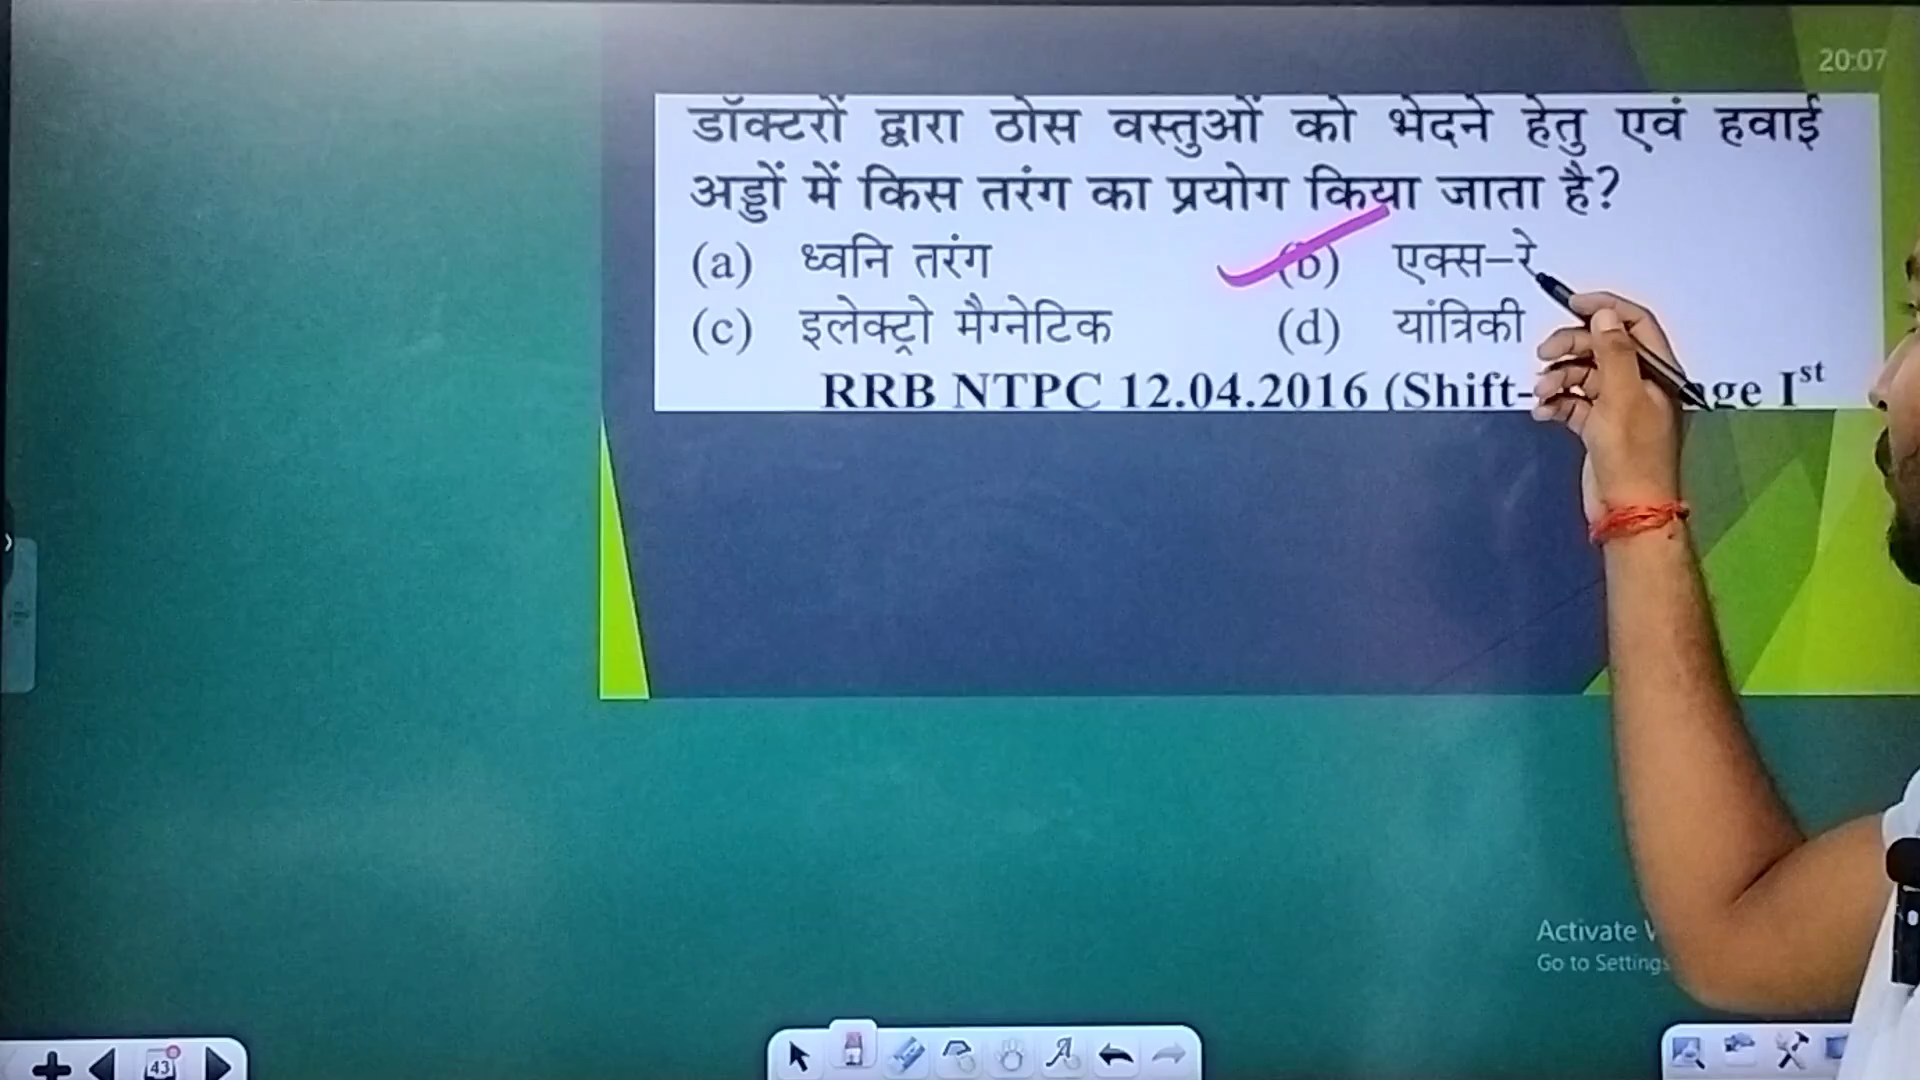 20:07
डॉक्टरों द्वारा ठोस वस्तुओं को भेदने हेतु एवं हवाई
अड्डों में किस तरंग का प्रयोग किया जाता है?
(a) ध्वनि तरंग (b) एक्स–रे
(c) इलेक्ट्रो मैग्नेटिक (d) यांत्रिकी
RRB NTPC 12.04.2016 (Shift- Ist
Activate
Go to Settings
43